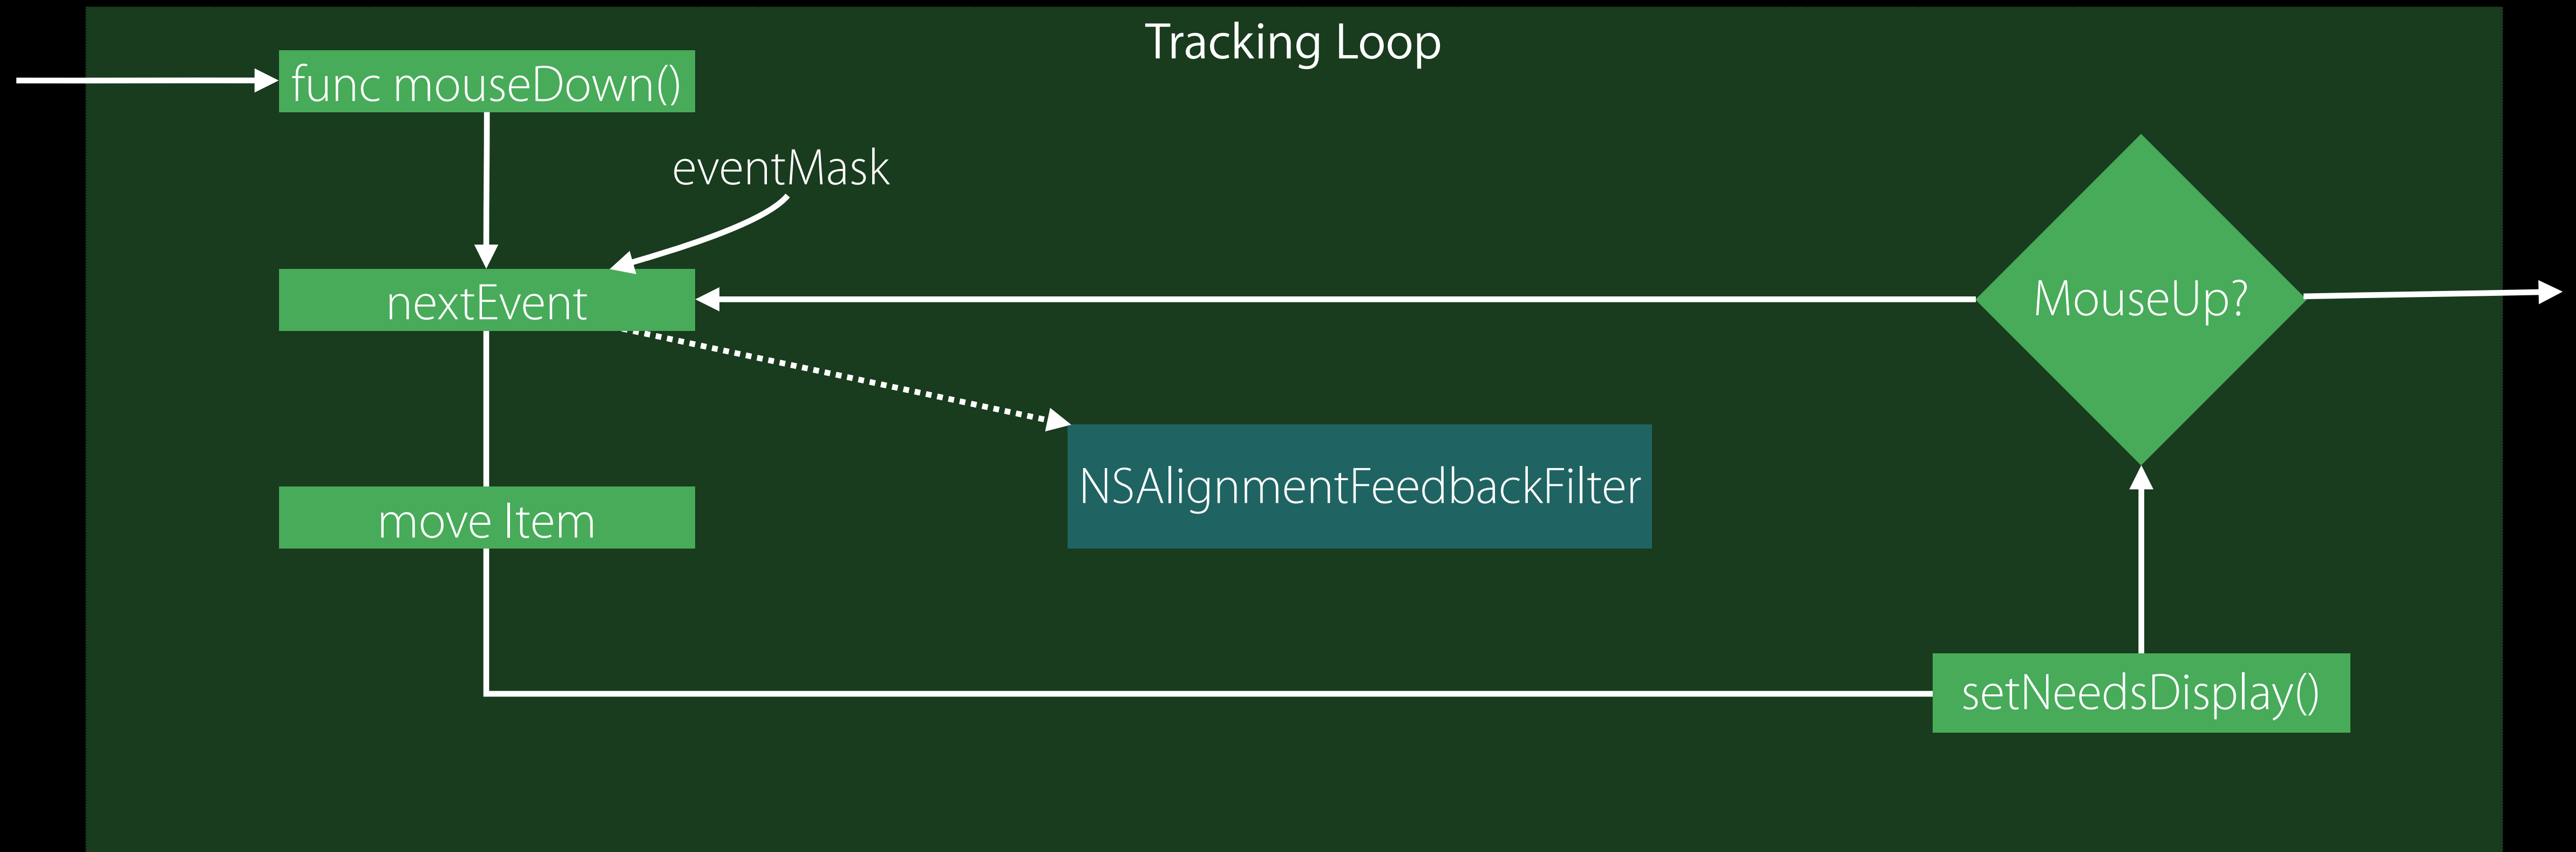 Tracking Loop
func mouseDown()
eventMask
nextEvent
MouseUp?
NSAlignmentFeedbackFilter
move Item
setNeedsDisplay()